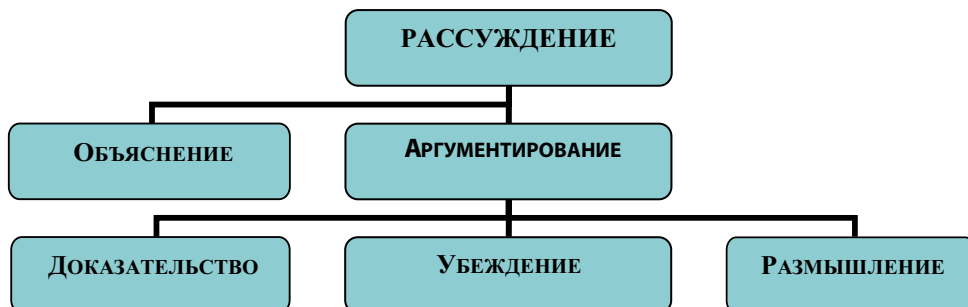 РАССУЖДЕНИЕ
ОБЪЯСНЕНИЕ
АРГУМЕНТИРОВАНИЕ
ДОКАЗАТЕЛЬСТВО
УБЕЖДЕНИЕ
РАЗМЫШЛЕНИЕ